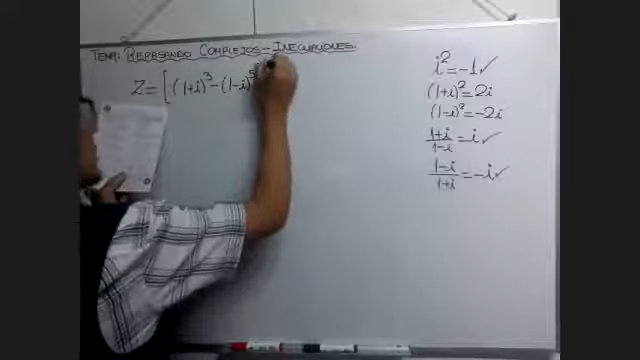 TEMA: REPASANDO COMPLEJOS – INECUACIONES.
Z = [(1+i)³ – (1–i)⁵
i² = –1 ✓
(1+i)² = 2i
(1–i)² = –2i
(1+i)/(1–i) = i ✓
(1–i)/(1+i) = –i ✓